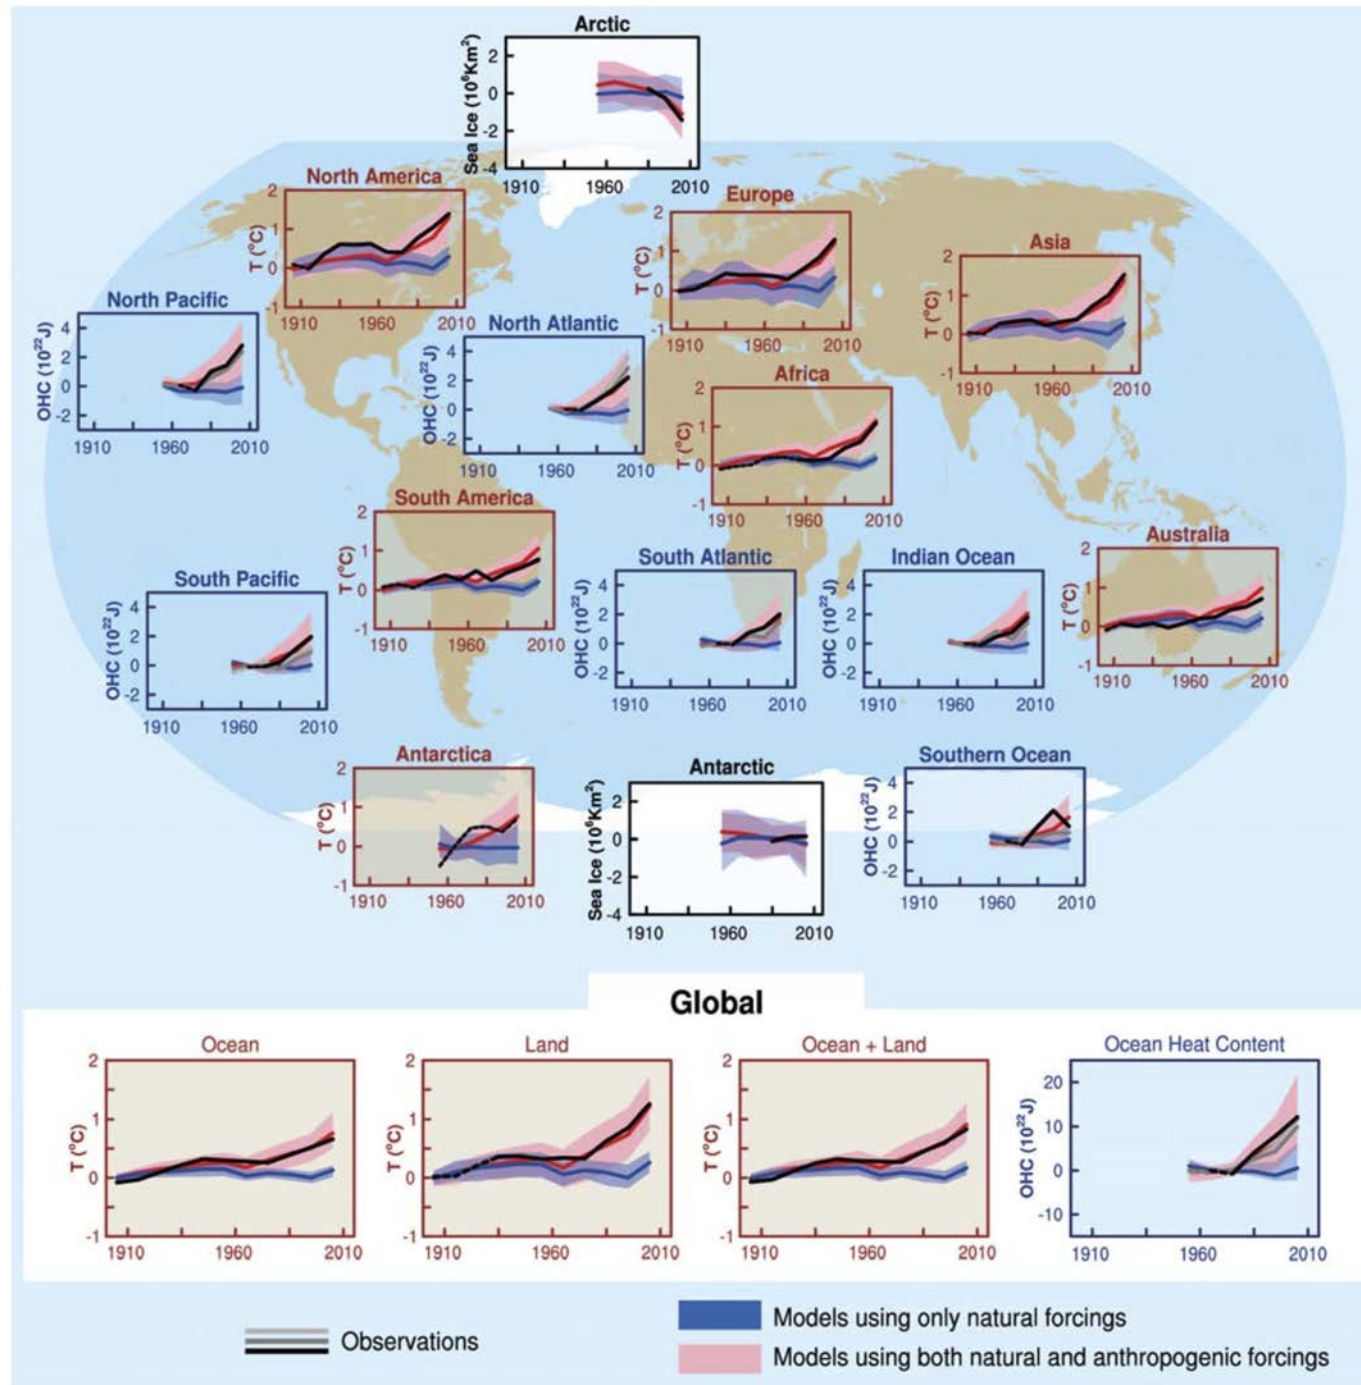 Arctic
Sea Ice (10⁶Km²)
2
0
-2
-4
1910 1960 2010
North America
T (°C)
2
1
0
-1
1910 1960 2010
Europe
T (°C)
2
1
0
-1
1910 1960 2010
Asia
T (°C)
2
1
0
-1
1910 1960 2010
North Pacific
OHC (10²²J)
4
2
0
-2
1910 1960 2010
North Atlantic
OHC (10²²J)
4
2
0
-2
1910 1960 2010
Africa
T (°C)
2
1
0
-1
1910 1960 2010
South America
T (°C)
2
1
0
-1
1910 1960 2010
South Pacific
OHC (10²²J)
4
2
0
-2
1910 1960 2010
South Atlantic
OHC (10²²J)
4
2
0
-2
1910 1960 2010
Indian Ocean
OHC (10²²J)
4
2
0
-2
1910 1960 2010
Australia
T (°C)
2
1
0
-1
1910 1960 2010
Antarctica
T (°C)
2
1
0
-1
1910 1960 2010
Antarctic
Sea Ice (10⁶Km²)
2
0
-2
-4
1910 1960 2010
Southern Ocean
OHC (10²²J)
4
2
0
-2
1910 1960 2010
Global
Ocean
T (°C)
2
1
0
-1
1910 1960 2010
Land
T (°C)
2
1
0
-1
1910 1960 2010
Ocean + Land
T (°C)
2
1
0
-1
1910 1960 2010
Ocean Heat Content
OHC (10²²J)
20
10
0
-10
1910 1960 2010
Observations
Models using only natural forcings
Models using both natural and anthropogenic forcings